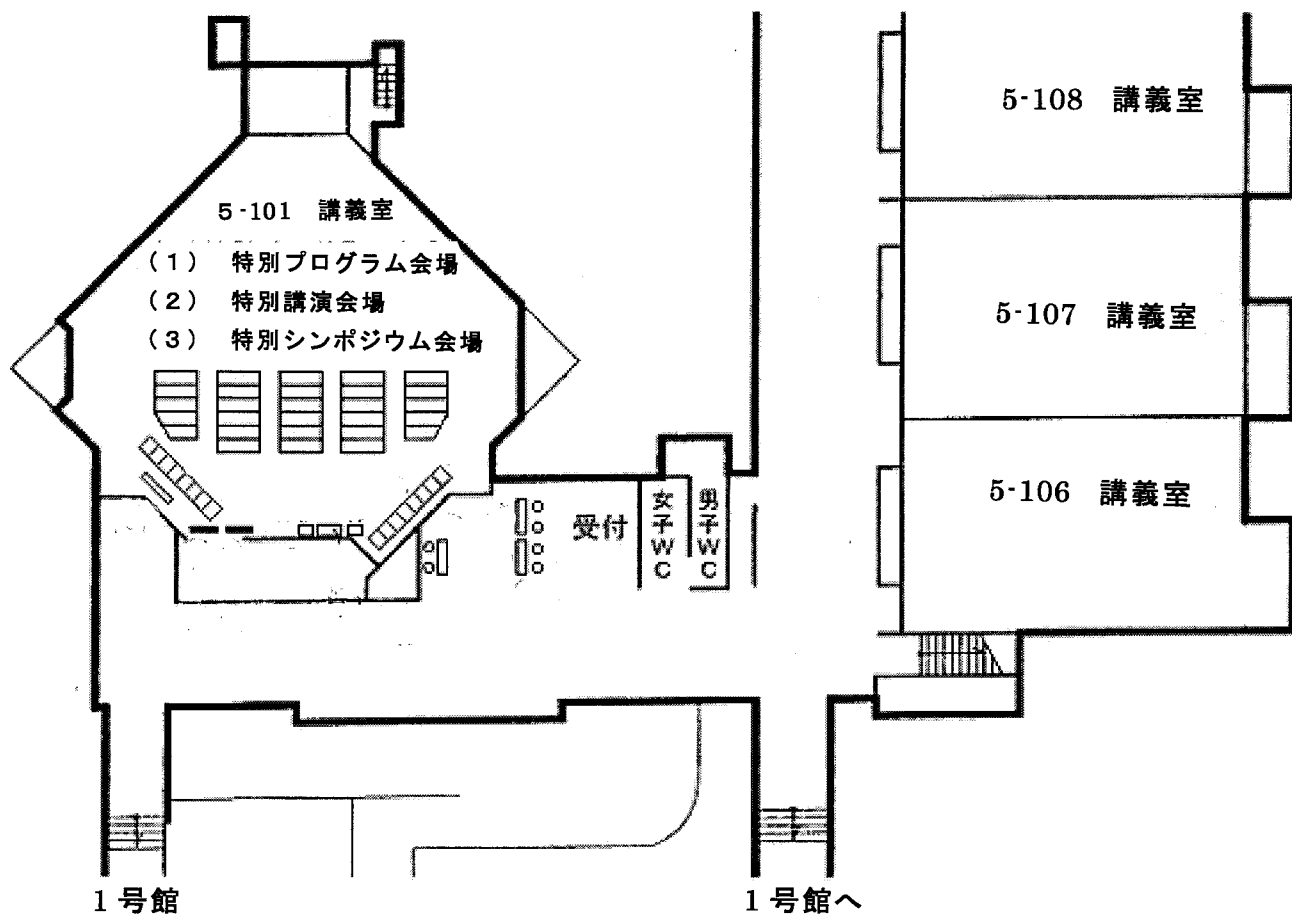 5-101 講義室
(1) 特別プログラム会場
(2) 特別講演会場
(3) 特別シンポジウム会場
5-108 講義室
5-107 講義室
5-106 講義室
受付
女子WC
男子WC
1号館
1号館へ